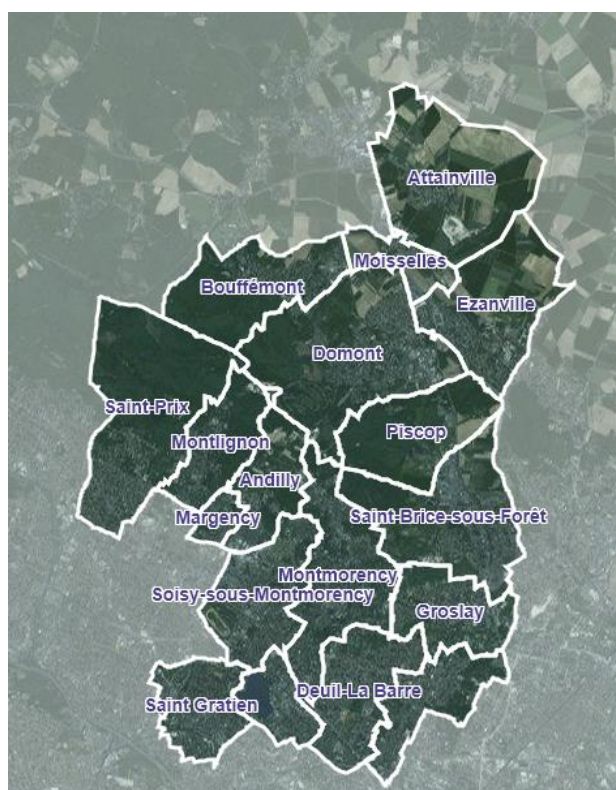 Attainville
Moisselles
Bouffémont
Ezanville
Domont
Saint-Prix
Piscop
Montlignon
Andilly
Margency
Saint-Brice-sous-Forêt
Montmorency
Soisy-sous-Montmorency
Groslay
Deuil-La Barre
Saint Gratien